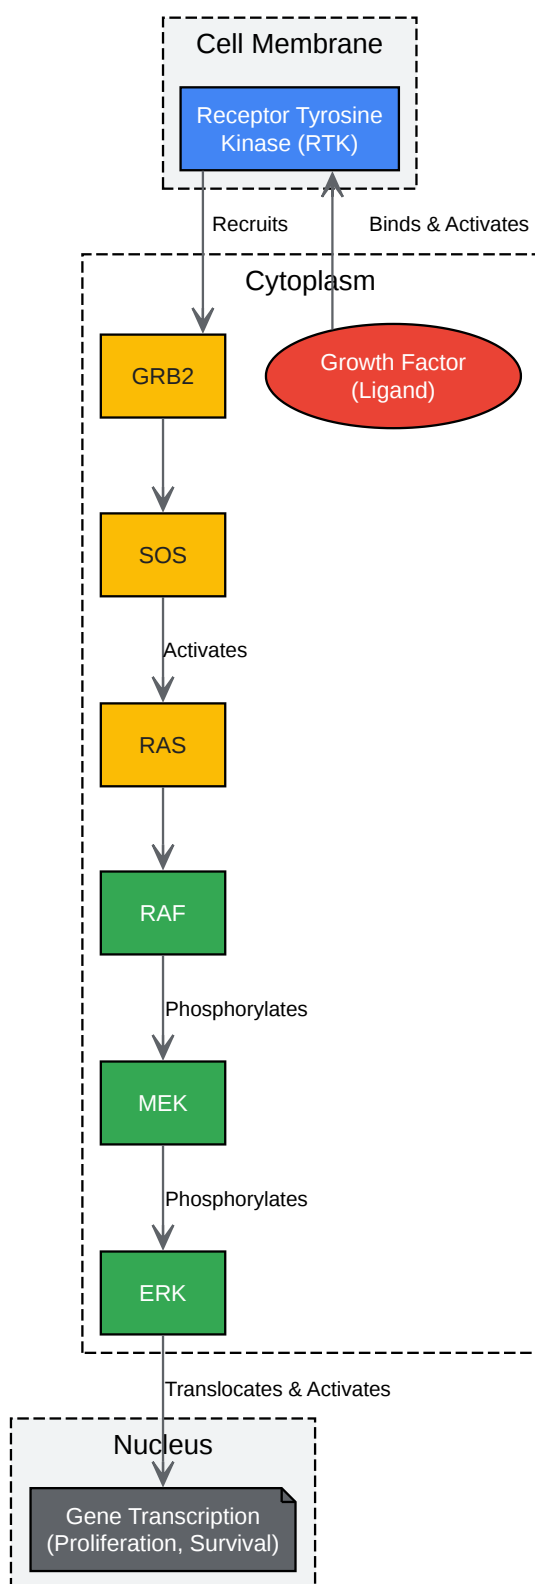 Cell Membrane
Receptor Tyrosine
Kinase (RTK)
Recruits
Binds & Activates
Cytoplasm
GRB2
Growth Factor
(Ligand)
SOS
Activates
RAS
RAF
Phosphorylates
MEK
Phosphorylates
ERK
Translocates & Activates
Nucleus
Gene Transcription
(Proliferation, Survival)